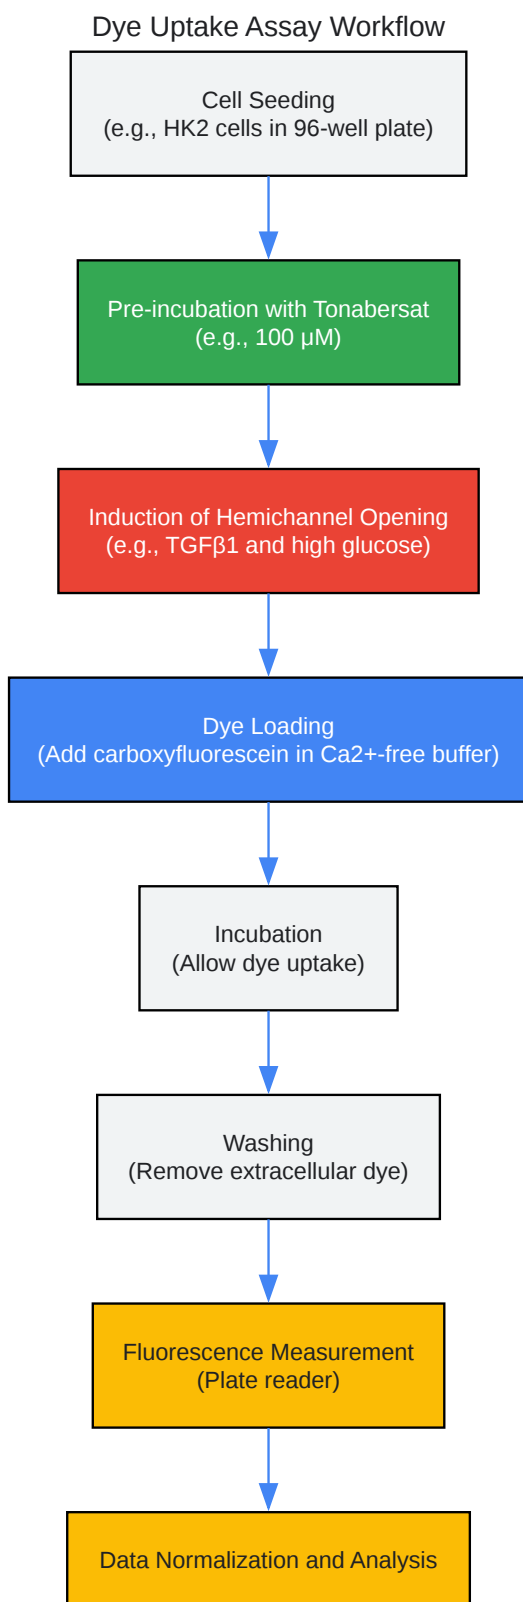 Dye Uptake Assay Workflow
Cell Seeding
(e.g., HK2 cells in 96-well plate)
Pre-incubation with Tonabersat
(e.g., 100 μM)
Induction of Hemichannel Opening
(e.g., TGFβ1 and high glucose)
Dye Loading
(Add carboxyfluorescein in Ca2+-free buffer)
Incubation
(Allow dye uptake)
Washing
(Remove extracellular dye)
Fluorescence Measurement
(Plate reader)
Data Normalization and Analysis